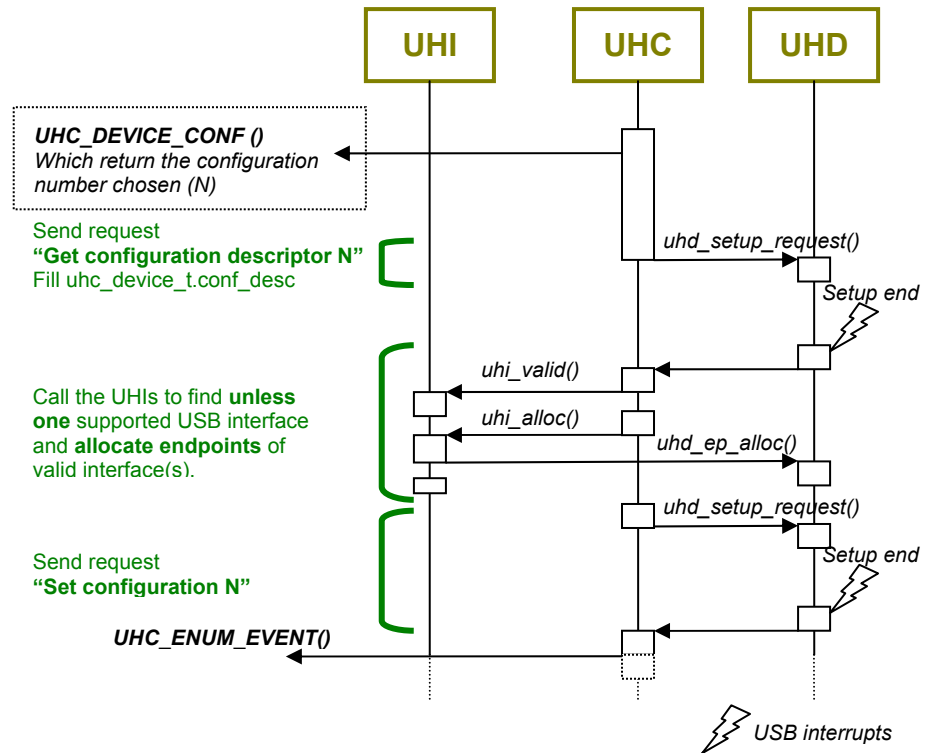 UHI
UHC
UHD
UHC_DEVICE_CONF ()
Which return the configuration
number chosen (N)
Send request
“Get configuration descriptor N”
Fill uhc_device_t.conf_desc
uhd_setup_request()
Setup end
uhi_valid()
Call the UHIs to find unless
one supported USB interface
and allocate endpoints of
valid interface(s).
uhi_alloc()
uhd_ep_alloc()
uhd_setup_request()
Send request
“Set configuration N”
Setup end
UHC_ENUM_EVENT()
USB interrupts